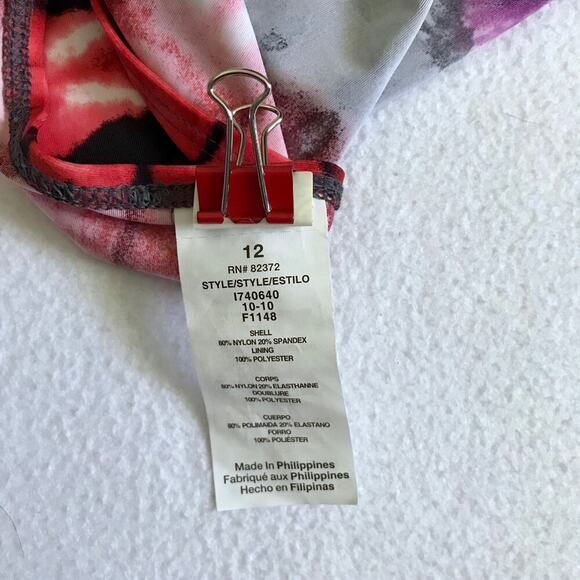 12
RN# 82372
STYLE/STYLE/ESTILO
I740640
10-10
F1148
SHELL
80% NYLON 20% SPANDEX
LINING
100% POLYESTER
CORPS
80% NYLON 20% ELASTHANNE
DOUBLURE
100% POLYESTER
CUERPO
80% POLIMAIDA 20% ELASTANO
FORRO
100% POLIÉSTER
Made In Philippines
Fabriqué aux Philippines
Hecho en Filipinas